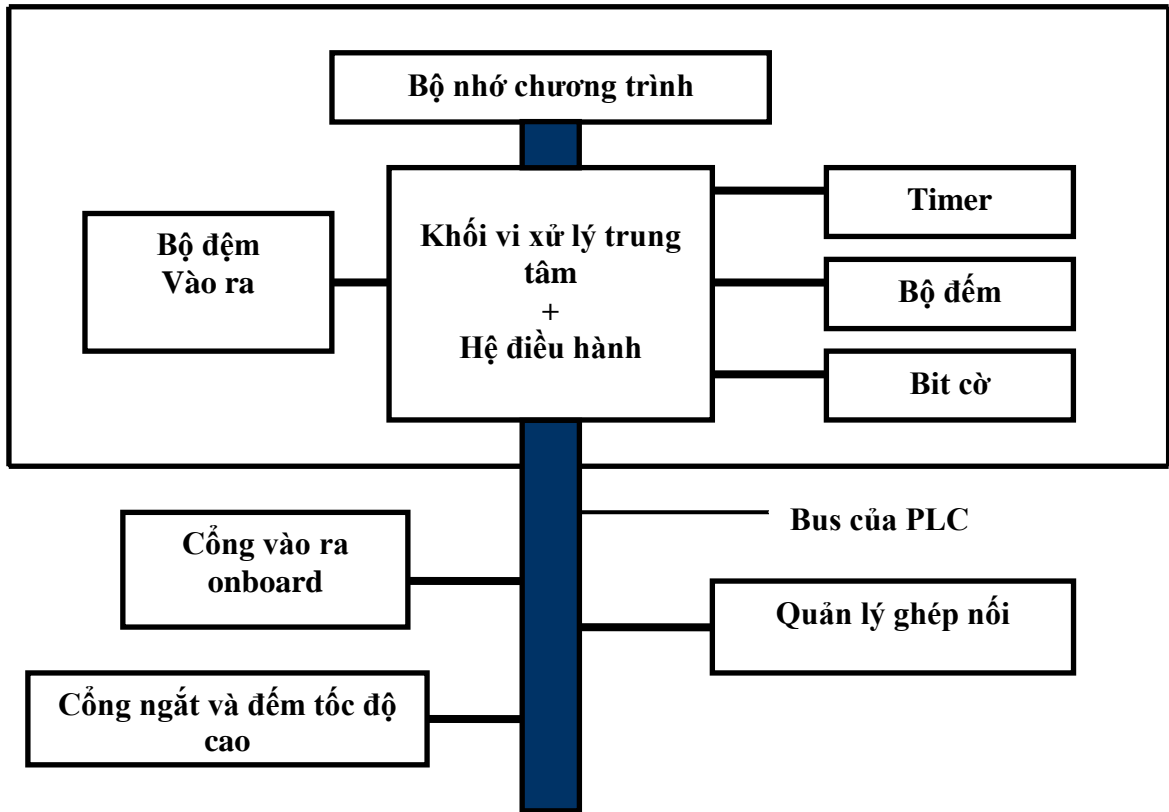 Bộ nhớ chương trình
Bộ đệm
Vào ra
Khối vi xử lý trung
tâm
+
Hệ điều hành
Timer
Bộ đếm
Bit cờ
Bus của PLC
Cổng vào ra
onboard
Quản lý ghép nối
Cổng ngắt và đếm tốc độ
cao